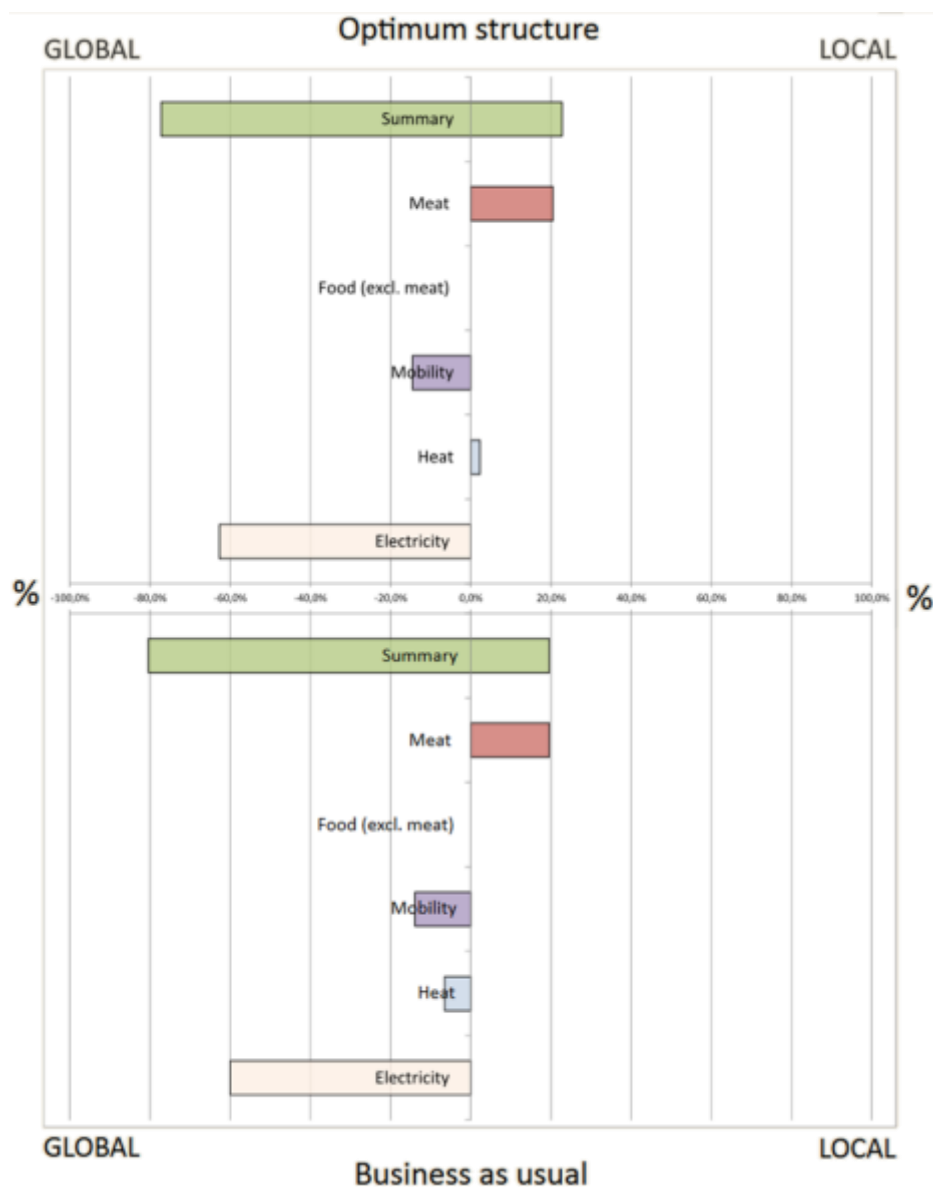 Optimum structure
GLOBAL LOCAL
Summary
Meat
Food (excl. meat)
Mobility
Heat
Electricity
% -100,0% -80,0% -60,0% -40,0% -20,0% 0,0% 20,0% 40,0% 60,0% 80,0% 100,0% %
Summary
Meat
Food (excl. meat)
Mobility
Heat
Electricity
GLOBAL LOCAL
Business as usual